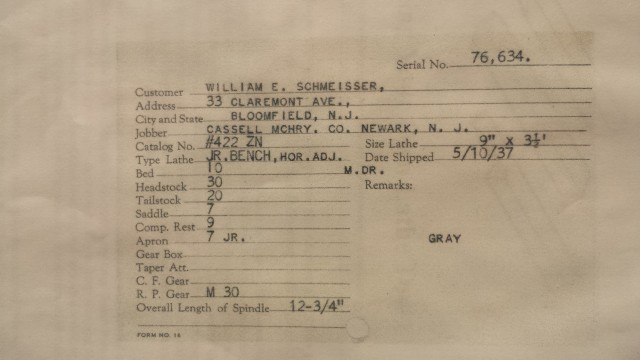 Serial No. 76,634.
Customer WILLIAM E. SCHMEISSER,
Address 33 CLAREMONT AVE.,
City and State BLOOMFIELD, N.J.
Jobber CASSELL MCHRY. CO. NEWARK, N. J.
Catalog No. #422 ZN Size Lathe 9" x 3½'
Type Lathe JR.BENCH, HOR.ADJ. Date Shipped 5/10/37
Bed 10 M.DR.
Headstock 30 Remarks:
Tailstock 20
Saddle 7
Comp. Rest 9
Apron 7 JR. GRAY
Gear Box
Taper Att.
C. F. Gear
R. P. Gear M 30
Overall Length of Spindle 12-3/4"
FORM NO. 16